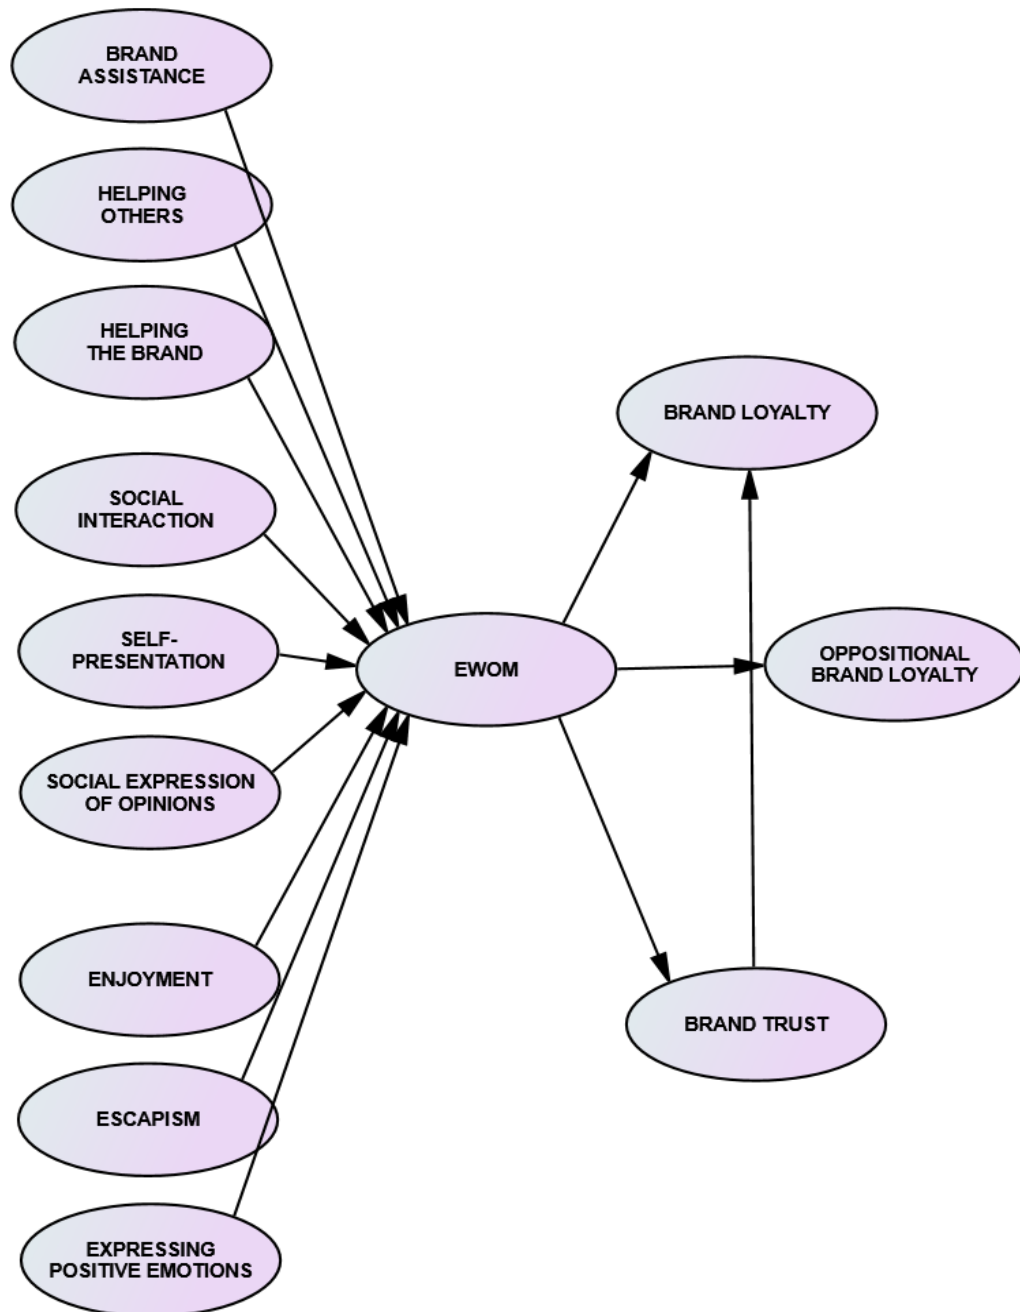 BRAND
ASSISTANCE
HELPING
OTHERS
HELPING
THE BRAND
SOCIAL
INTERACTION
SELF-
PRESENTATION
SOCIAL EXPRESSION
OF OPINIONS
ENJOYMENT
ESCAPISM
EXPRESSING
POSITIVE EMOTIONS
EWOM
BRAND LOYALTY
OPPOSITIONAL
BRAND LOYALTY
BRAND TRUST